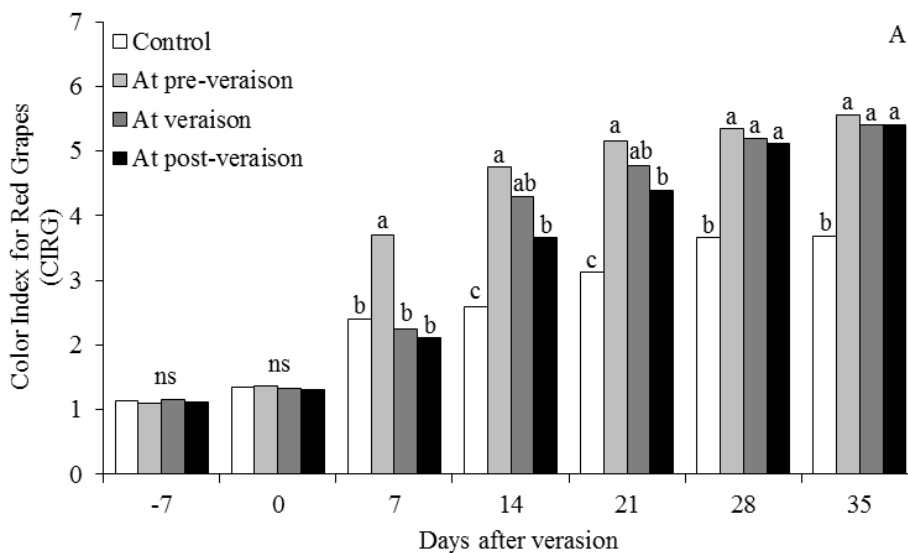 7
Control
A
6
At pre-veraison
At veraison
5
At post-veraison
4
3
2
1
0
Color Index for Red Grapes
(CIRG)
ns
ns
b a b b
c a ab b
c a ab b
b a a a
b a a a
-7 0 7 14 21 28 35
Days after verasion